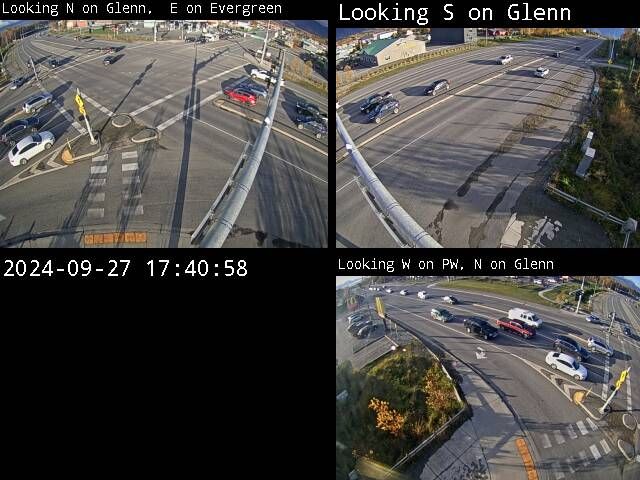 Looking N on Glenn,  E on Evergreen
Looking S on Glenn
2024-09-27 17:40:58
Looking W on PW, N on Glenn